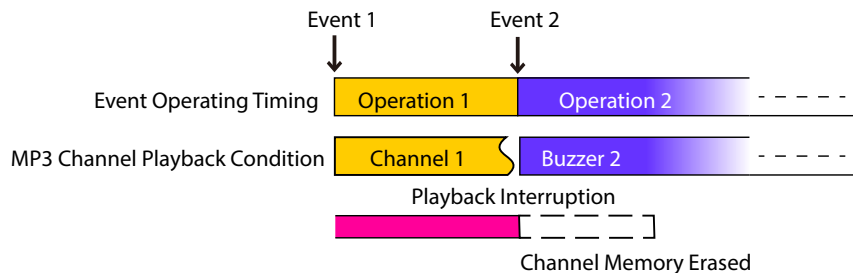 Event 1
Event 2
Event Operating Timing
Operation 1
Operation 2
MP3 Channel Playback Condition
Channel 1
Buzzer 2
Playback Interruption
Channel Memory Erased